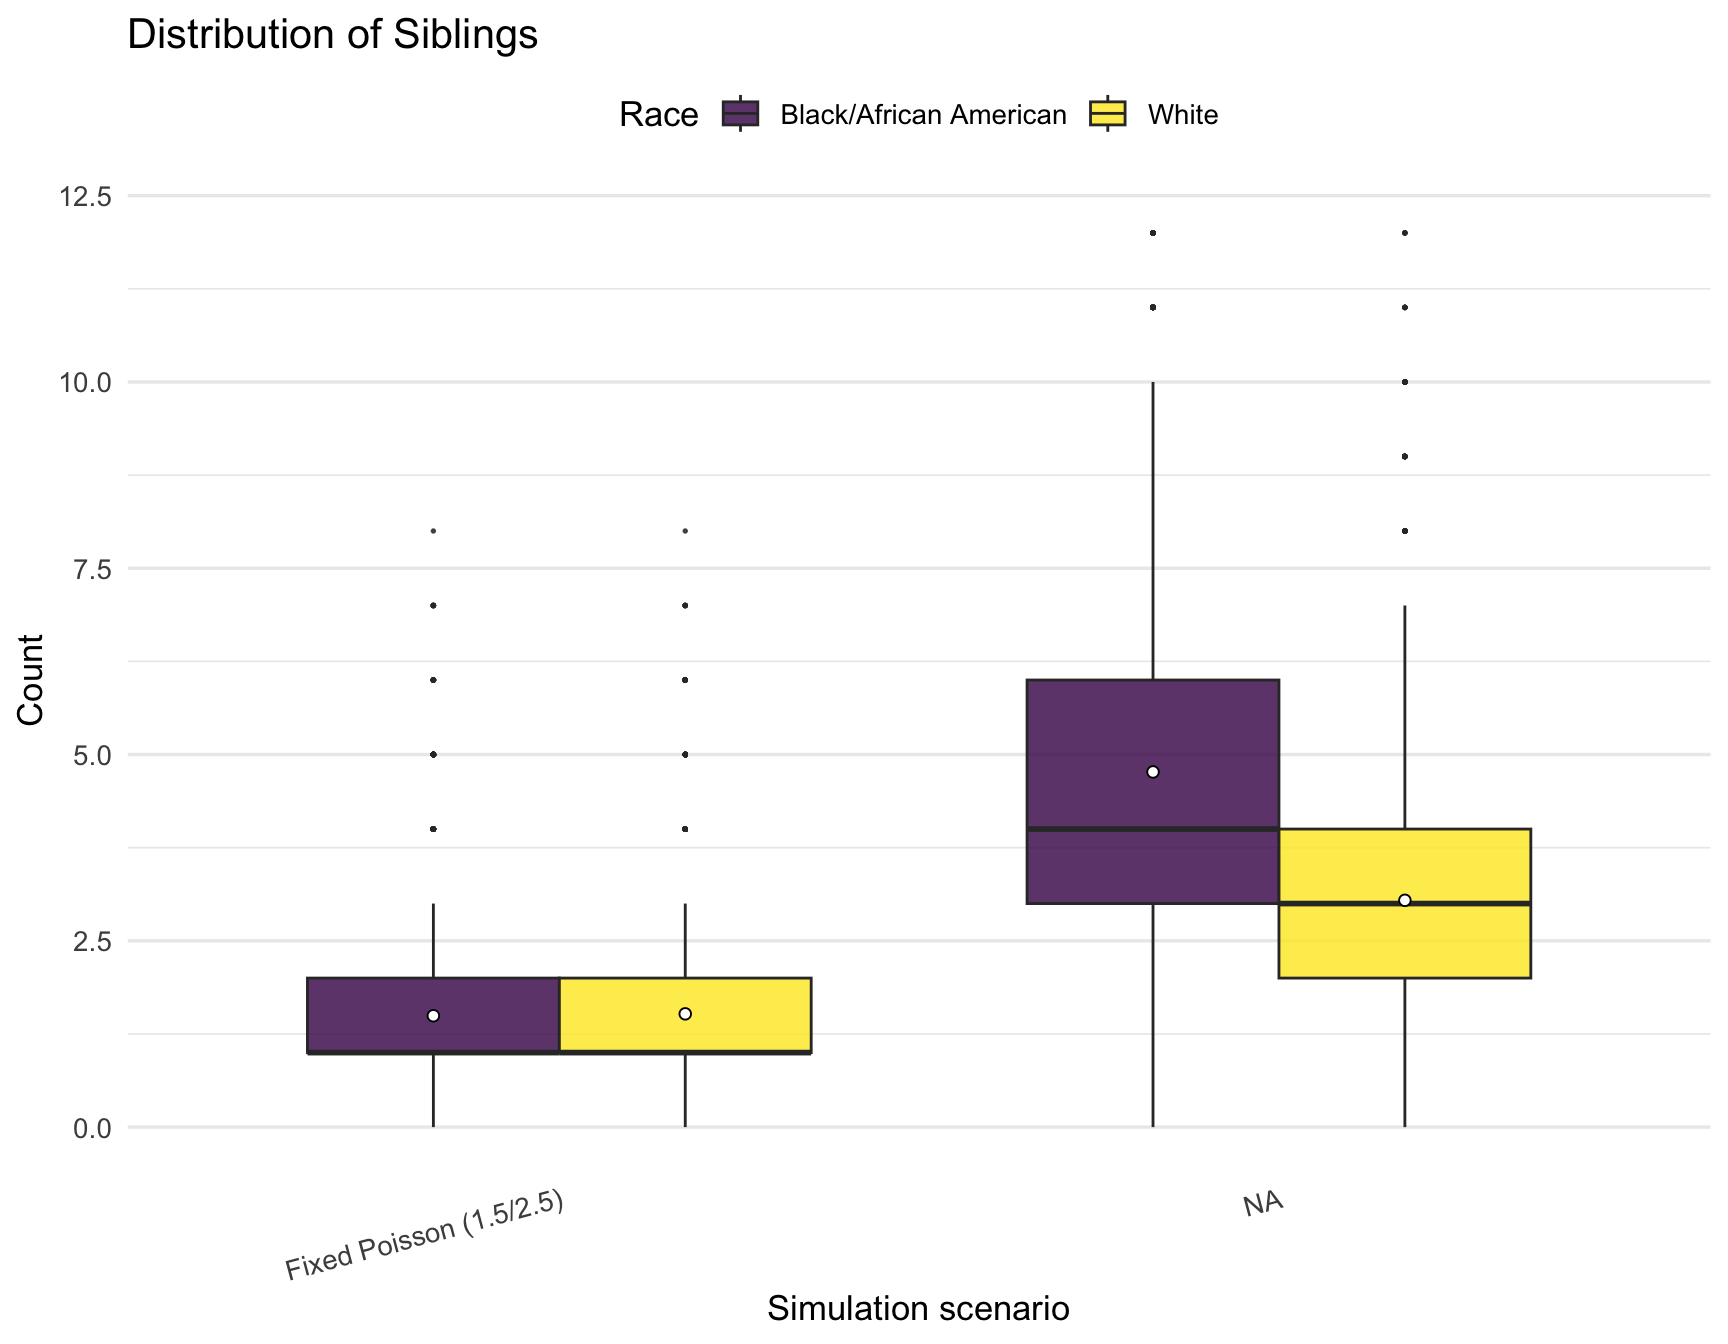 Distribution of Siblings
Race Black/African American White
12.5
10.0
7.5
5.0
2.5
0.0
Count
Fixed Poisson (1.5/2.5)
NA
Simulation scenario